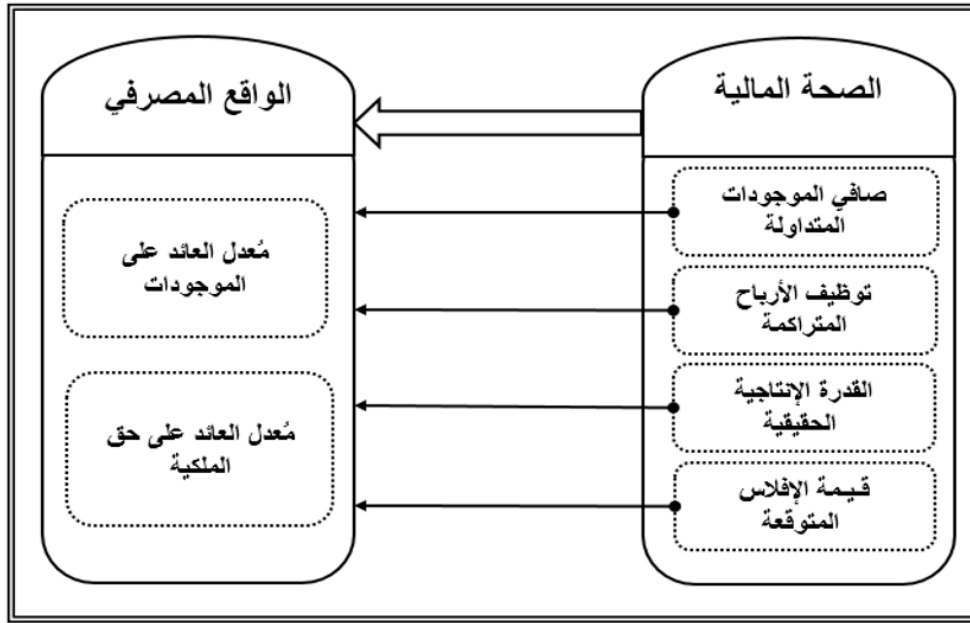 الصحة المالية
صافي الموجودات
المتداولة
توظيف الأرباح
المتراكمة
القدرة الإنتاجية
الحقيقية
قيمة الإفلاس
المتوقعة
الواقع المصرفي
مُعدل العائد على
الموجودات
مُعدل العائد على حق
الملكية